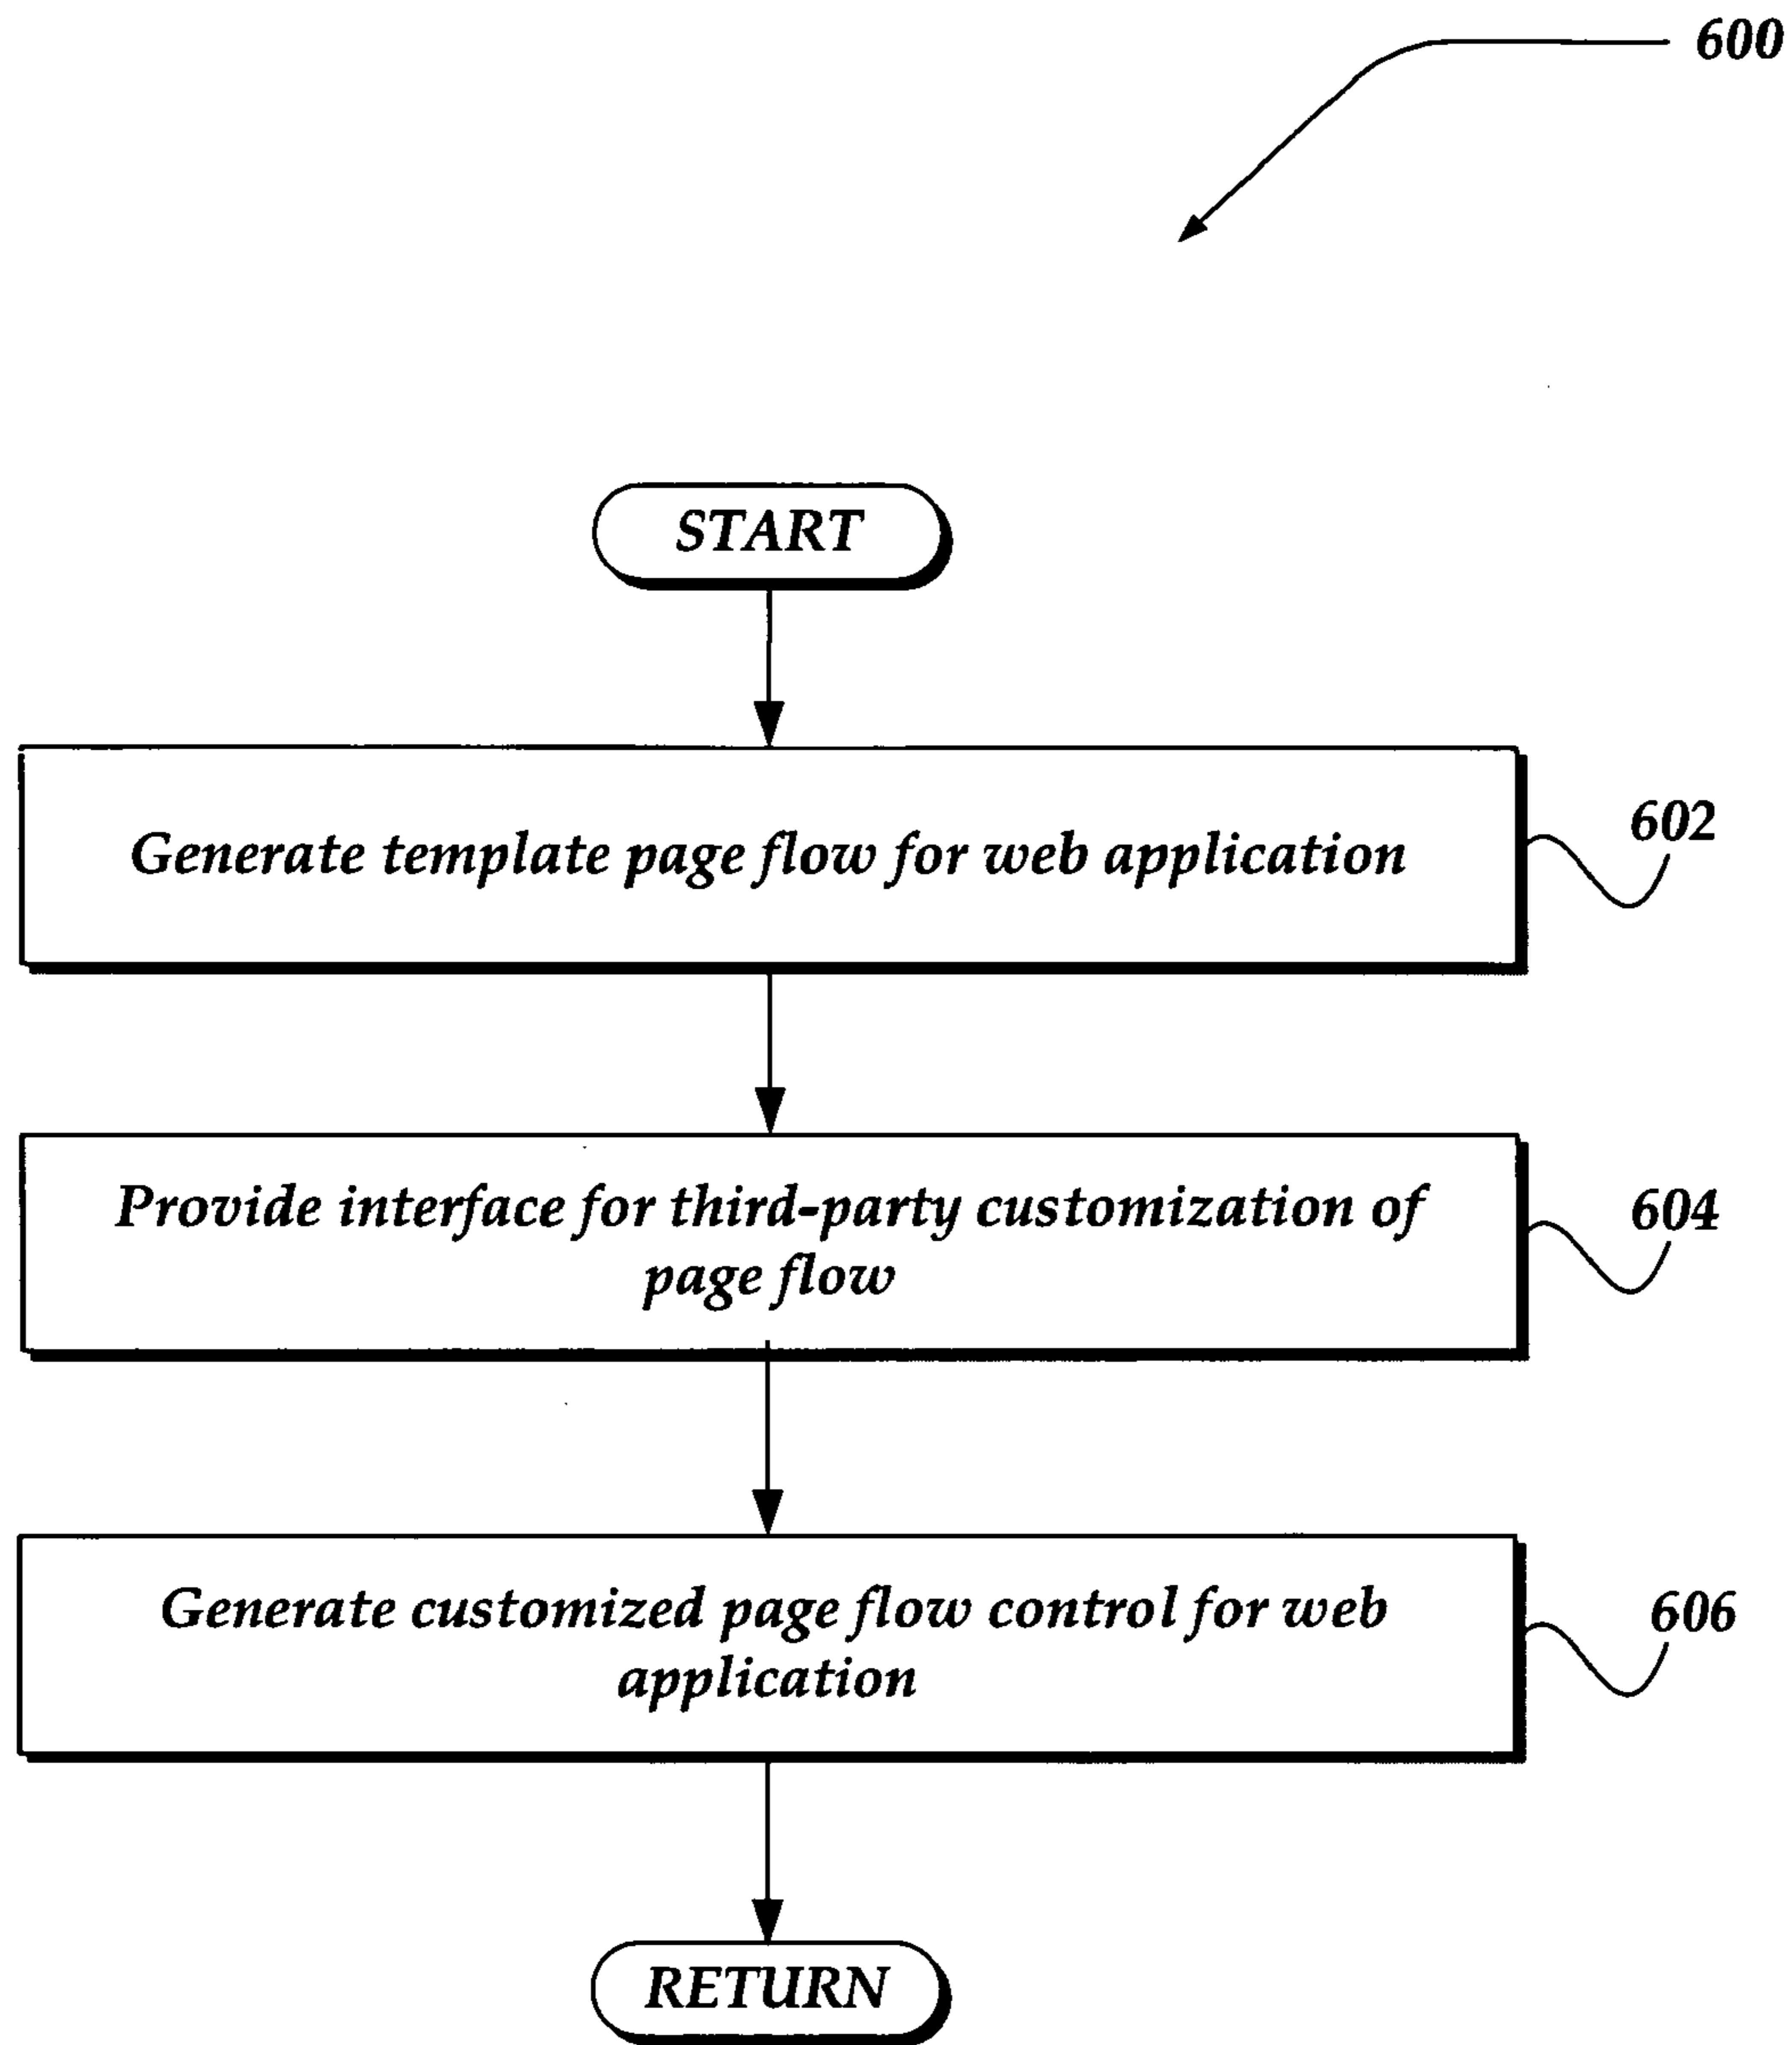 600
START
Generate template page flow for web application
602
Provide interface for third-party customization of
page flow
604
Generate customized page flow control for web
application
606
RETURN